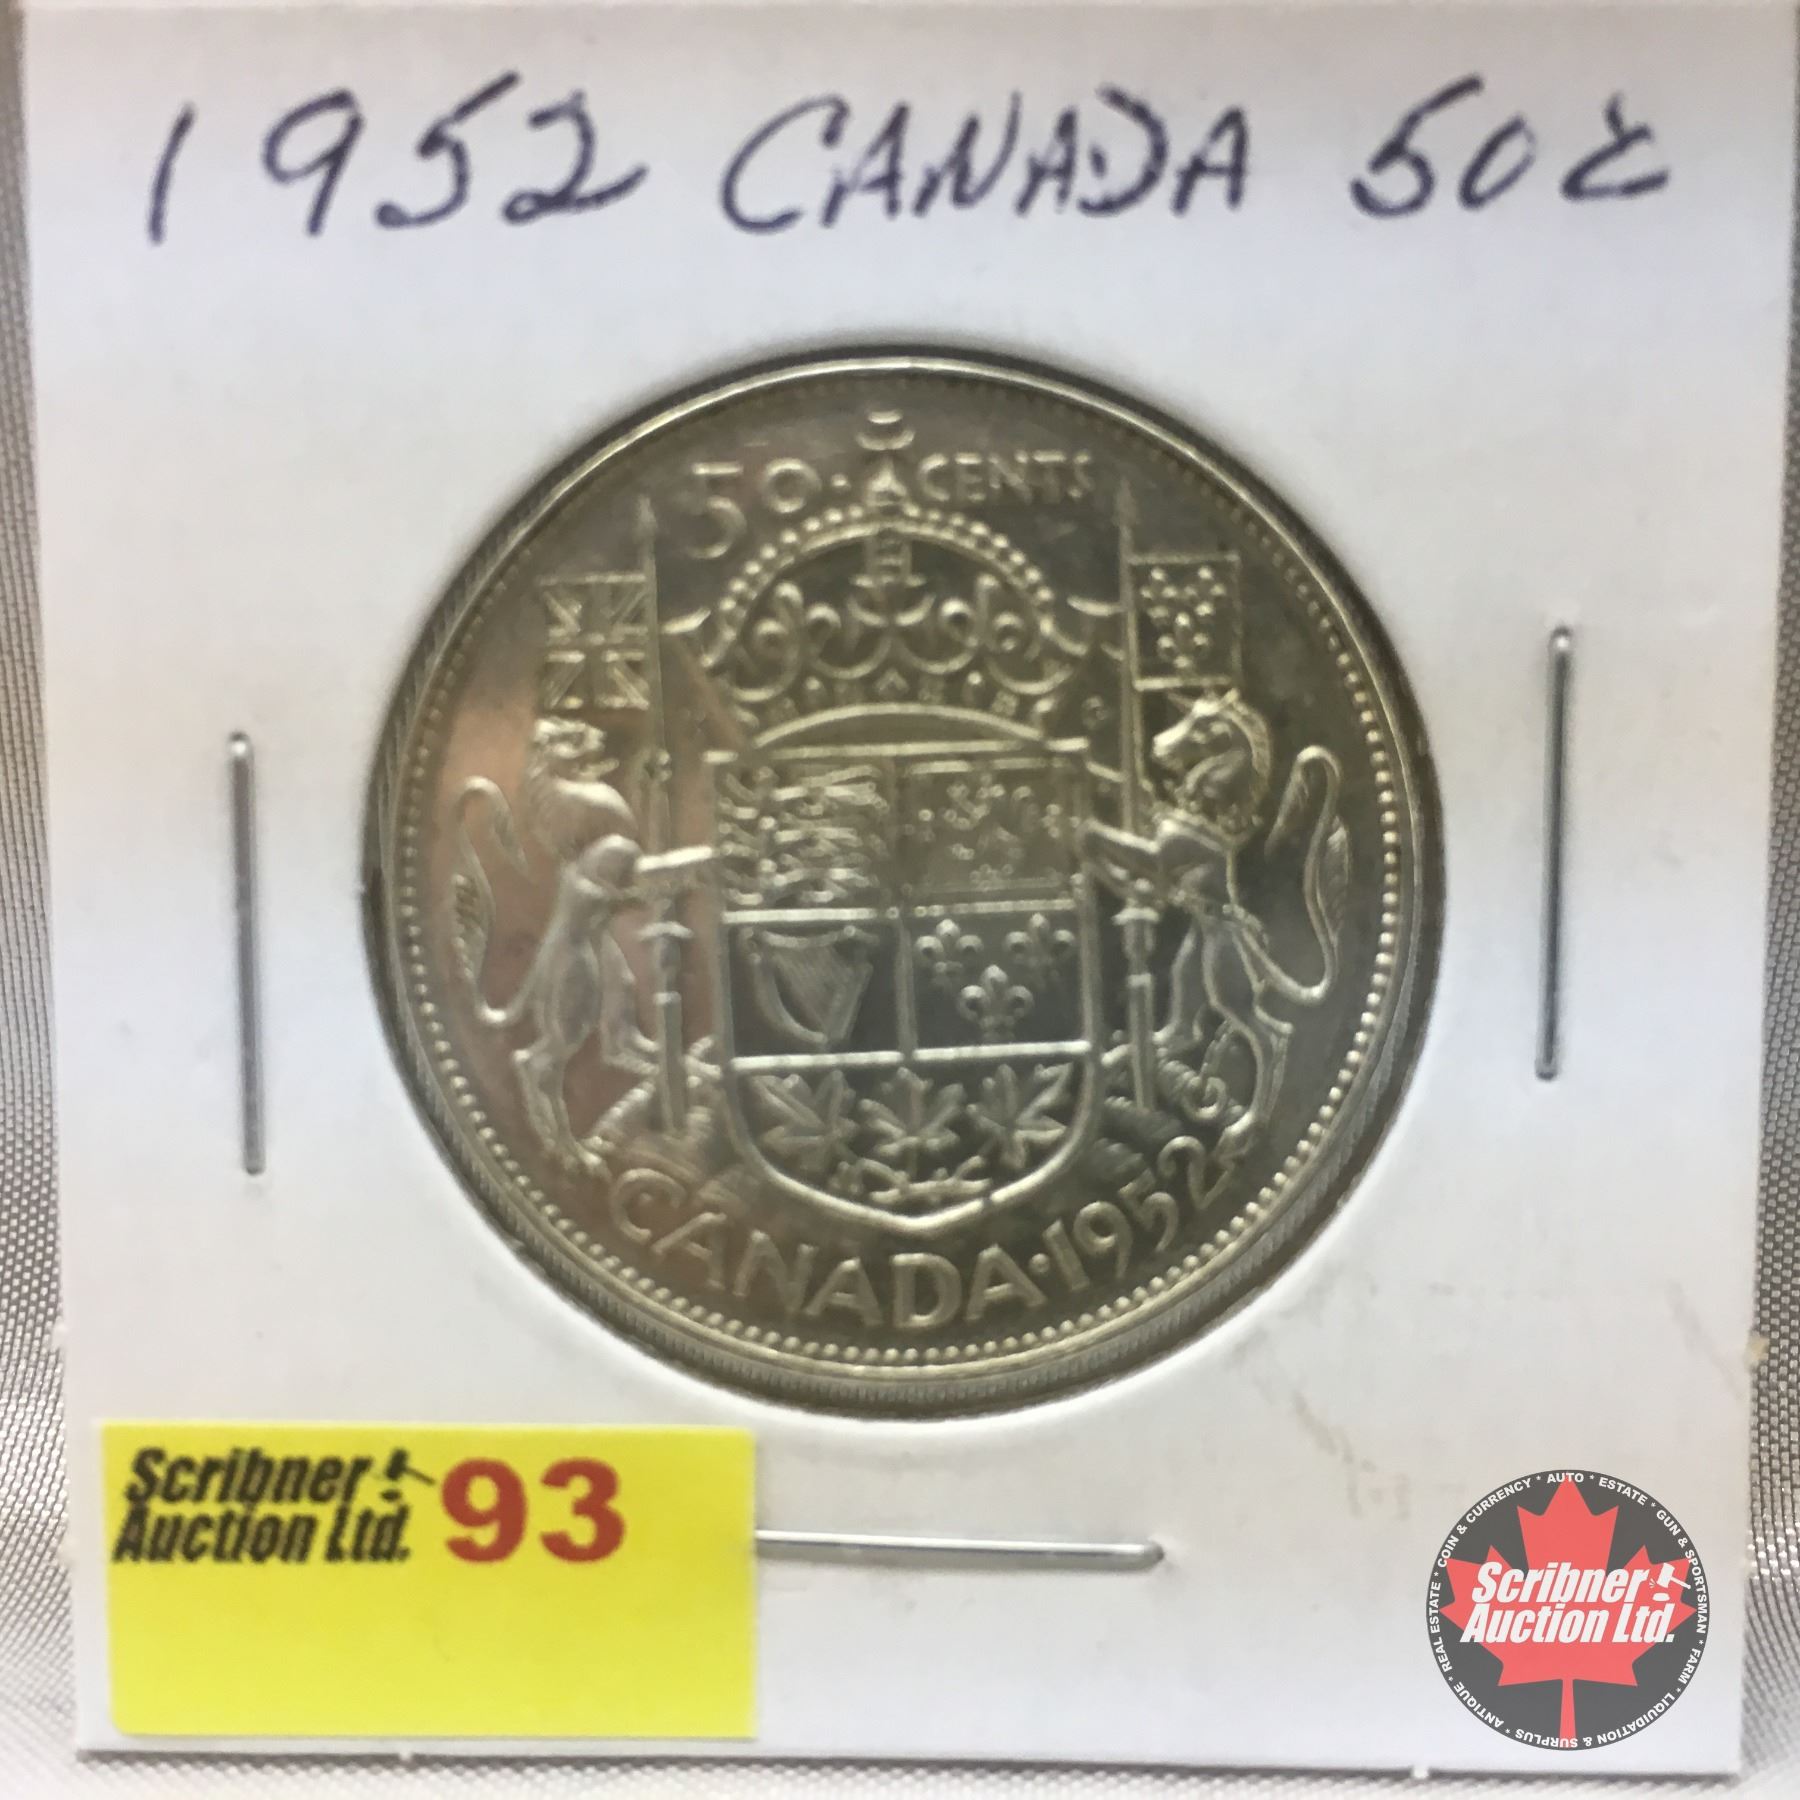 1952 CANADA 50¢
50·CENTS
CANADA·1952
Scribner
Auction Ltd.
93
REAL ESTATE * COIN & CURRENCY * AUTO * ESTATE * GUN & SPORTSMAN * FARM * LIQUIDATION & SURPLUS * ANTIQUE *
Scribner
Auction Ltd.